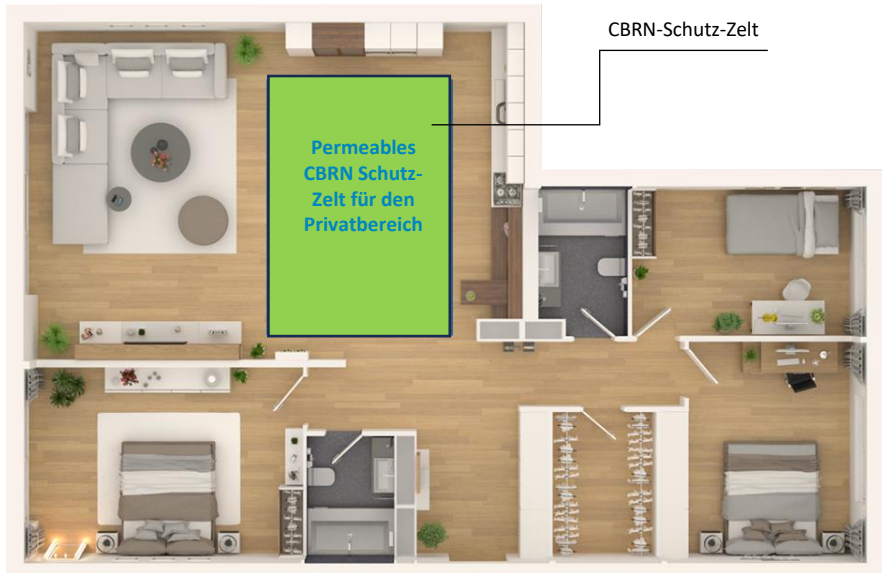 CBRN-Schutz-Zelt
Permeables
CBRN Schutz-
Zelt für den
Privatbereich